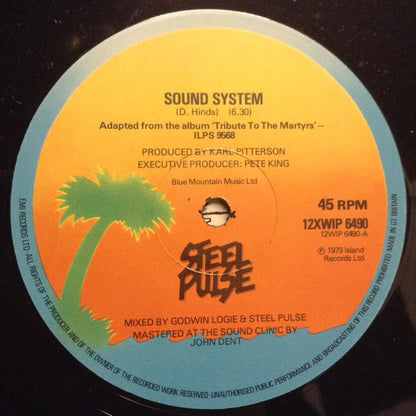 SOUND SYSTEM
(D. Hinds) (6.30)
Adapted from the album 'Tribute To The Martyrs' --
ILPS 9568
PRODUCED BY KARL PITTERSON
EXECUTIVE PRODUCER: PETE KING
Blue Mountain Music Ltd
45 RPM
12XWIP 6490
12WIP 6490-A
℗ 1979 Island
Records Ltd
STEEL
PULSE
MIXED BY GODWIN LOGIE & STEEL PULSE
MASTERED AT THE SOUND CLINIC BY
JOHN DENT
EMI RECORDS LTD · ALL RIGHTS OF THE PRODUCER AND OF THE OWNER OF THE RECORDED WORK RESERVED · UNAUTHORISED PUBLIC PERFORMANCE AND BROADCASTING OF THIS RECORD PROHIBITED. MADE IN GT. BRITAIN